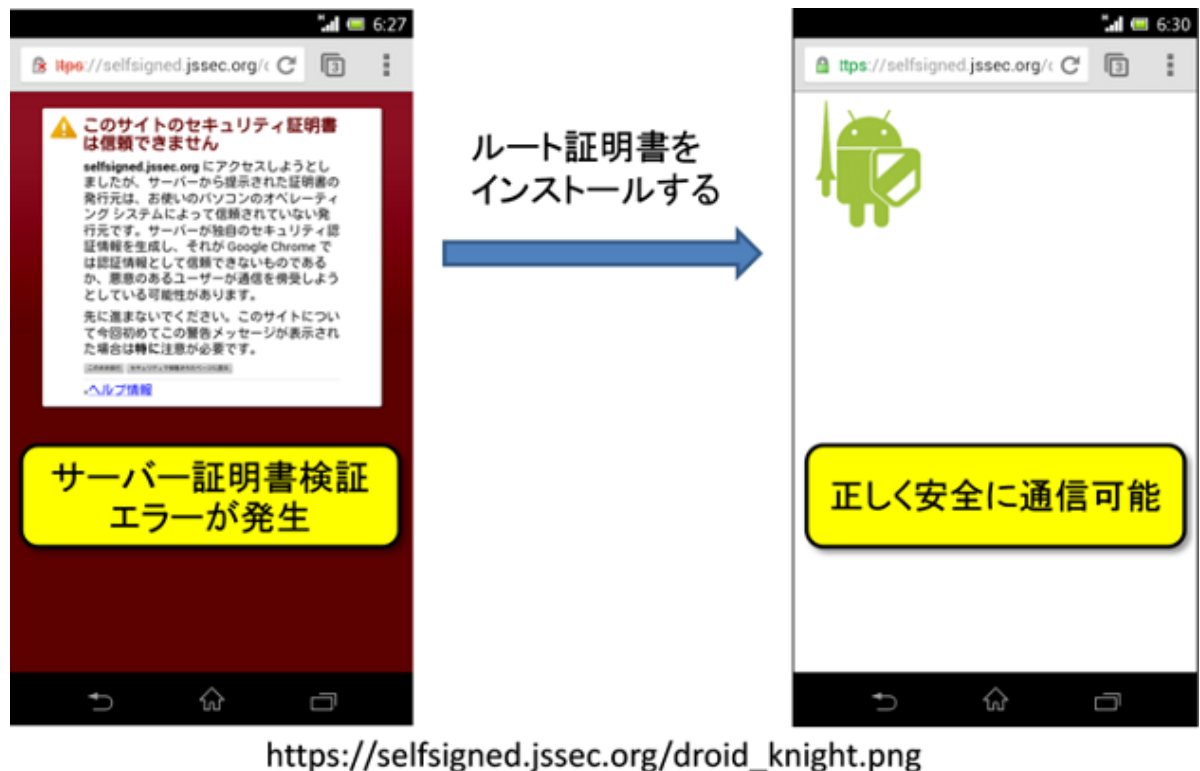 6:27
://selfsigned.jssec.org/c
3
このサイトのセキュリティ証明書
は信頼できません
selfsigned.jssec.org にアクセスしようとし
ましたが、サーバーから提示された証明書の
発行元は、お使いのパソコンのオペレーティ
ング システムによって信頼されていない発
行元です。サーバーが独自のセキュリティ認
証情報を生成し、それが Google Chrome で
は認証情報として信頼できないものである
か、悪意のあるユーザーが通信を傍受しよう
としている可能性があります。
先に進まないでください。このサイトについ
て今回初めてこの警告メッセージが表示され
た場合は特に注意が必要です。
ヘルプ情報
サーバー証明書検証
エラーが発生
ルート証明書を
インストールする
6:30
ttps://selfsigned.jssec.org/c
3
正しく安全に通信可能
https://selfsigned.jssec.org/droid_knight.png